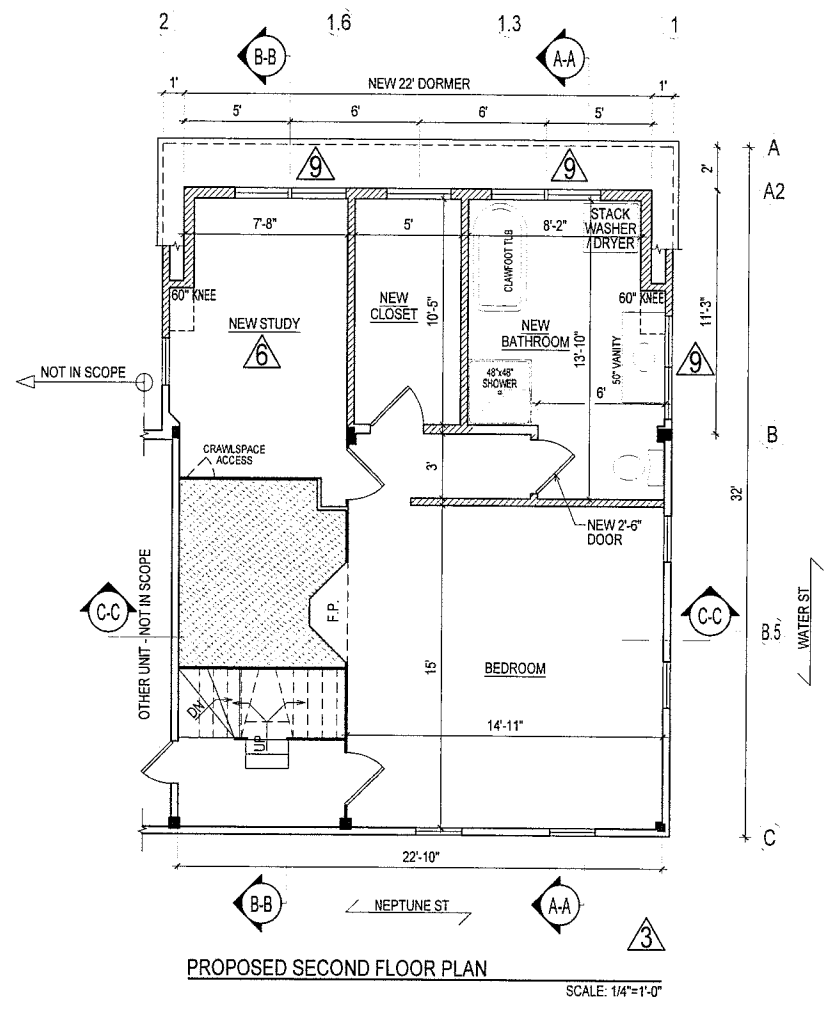 2 1.6 1.3 1
B-B A-A
1' NEW 22' DORMER 1'
5' 6' 6' 5'
A
9 9
2'
A2
STACK
WASHER
/ DRYER
7'-8" 5' 8'-2"
CLAWFOOT TUB
60" KNEE 60" KNEE
NEW
CLOSET
10'-5"
11'-3"
NEW STUDY
6
NEW
BATHROOM
13'-10"
50" VANITY
9
NOT IN SCOPE
48"x48"
SHOWER
6'
B
CRAWLSPACE
ACCESS
3'
32'
NEW 2'-6"
DOOR
OTHER UNIT - NOT IN SCOPE
C-C
F.P.
C-C
B.5
WATER ST
BEDROOM
15'
DN
UP
14'-11"
C
22'-10"
B-B A-A
NEPTUNE ST
3
PROPOSED SECOND FLOOR PLAN
SCALE: 1/4"=1'-0"